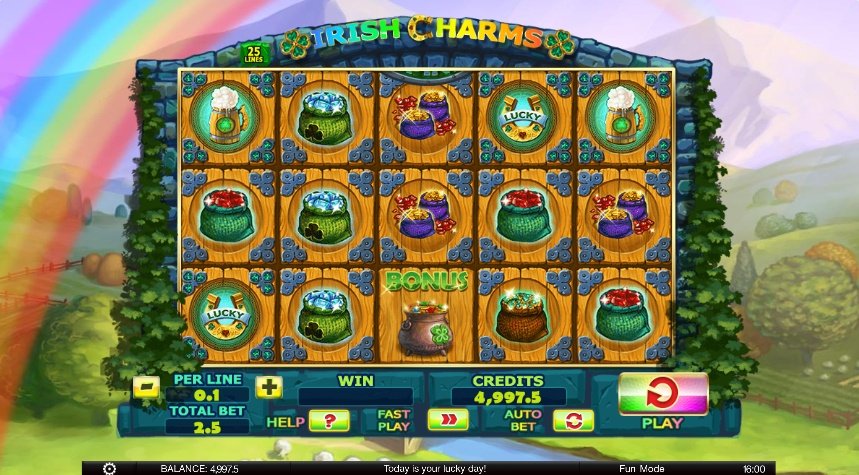 IRISH CHARMS
25
LINES
LUCKY
LUCKY
BONUS
PER LINE
0.1
TOTAL BET
2.5
-
+
WIN
CREDITS
4,997.5
HELP
?
FAST
PLAY
AUTO
BET
PLAY
BALANCE: 4,997.5
Today is your lucky day!
Fun Mode
16:00